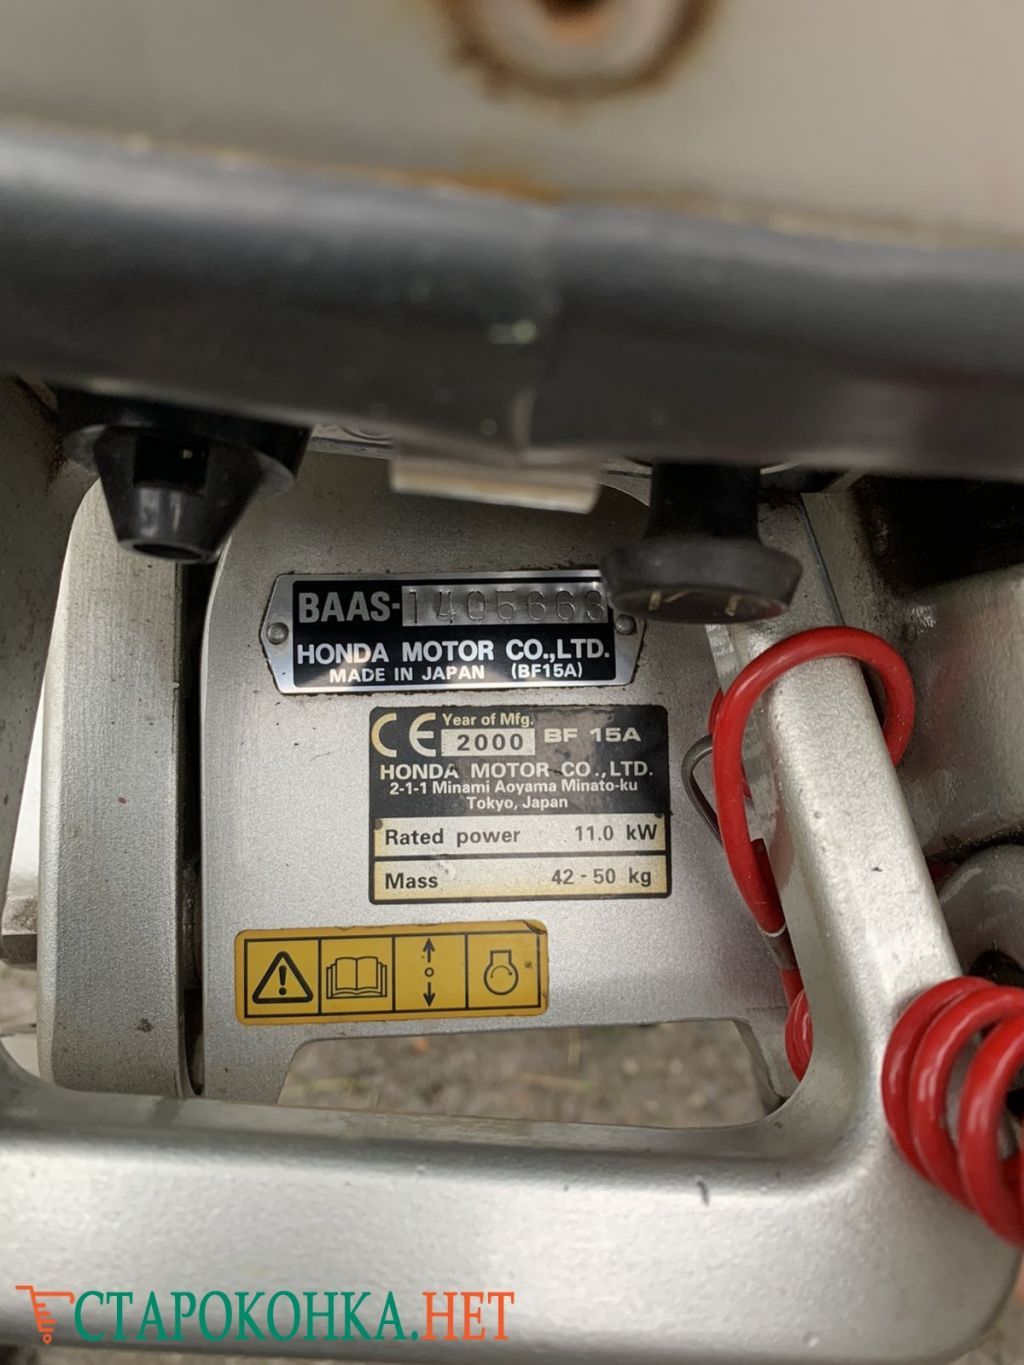 BAAS-1405663
HONDA MOTOR CO.,LTD.
MADE IN JAPAN (BF15A)
CE Year of Mfg. 2000 BF 15A
HONDA MOTOR CO.,LTD.
2-1-1 Minami Aoyama Minato-ku
Tokyo, Japan
Rated power 11.0 kW
Mass 42-50 kg
СТАРОКОНКА.НЕТ